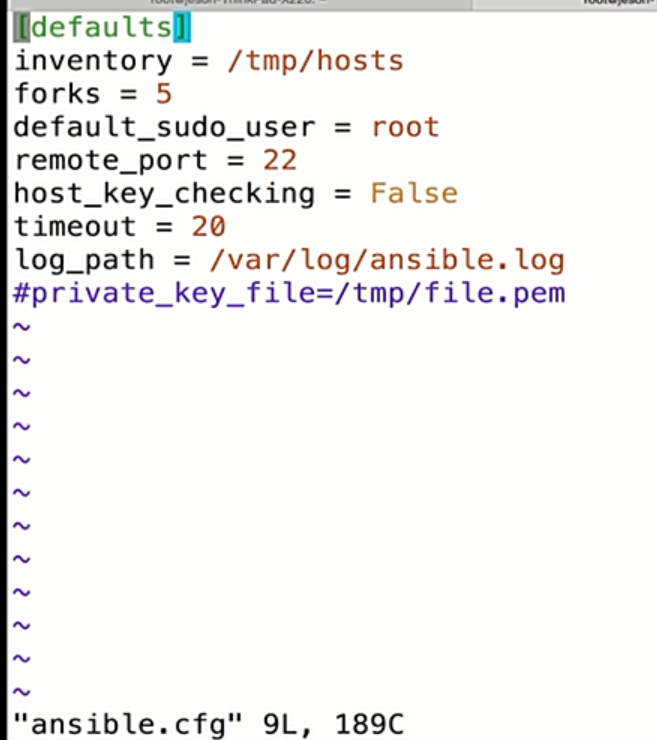 [defaults]
inventory = /tmp/hosts
forks = 5
default_sudo_user = root
remote_port = 22
host_key_checking = False
timeout = 20
log_path = /var/log/ansible.log
#private_key_file=/tmp/file.pem
~
~
~
~
~
~
~
~
~
~
~
~
"ansible.cfg" 9L, 189C